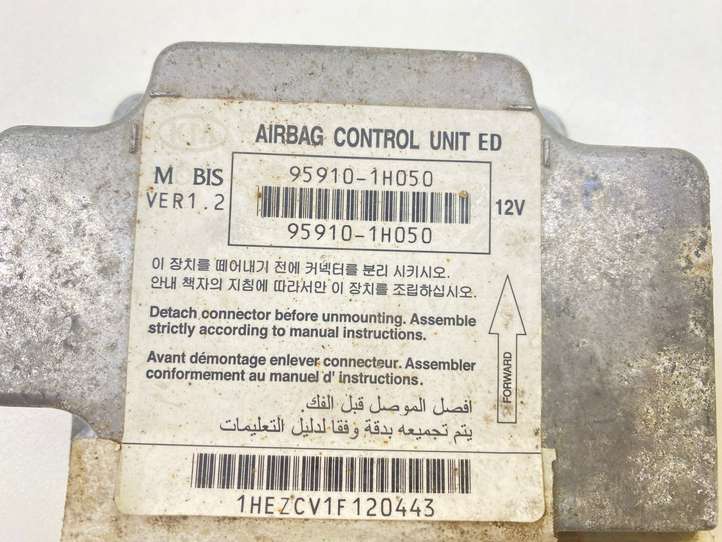 KIA
AIRBAG CONTROL UNIT ED
M BIS
VER1.2
95910-1H050
95910-1H050
12V
이 장치를 떼어내기 전에 커넥터를 분리 시키시오.
안내 책자의 지침에 따라서만 이 장치를 조립하십시오.
Detach connector before unmounting. Assemble
strictly according to manual instructions.
Avant démontage enlever connecteur. Assembler
conformement au manuel d' instructions.
افصل الموصل قبل الفك.
يتم تجميعه بدقة وفقا لدليل التعليمات
FORWARD
1HEZCV1F120443